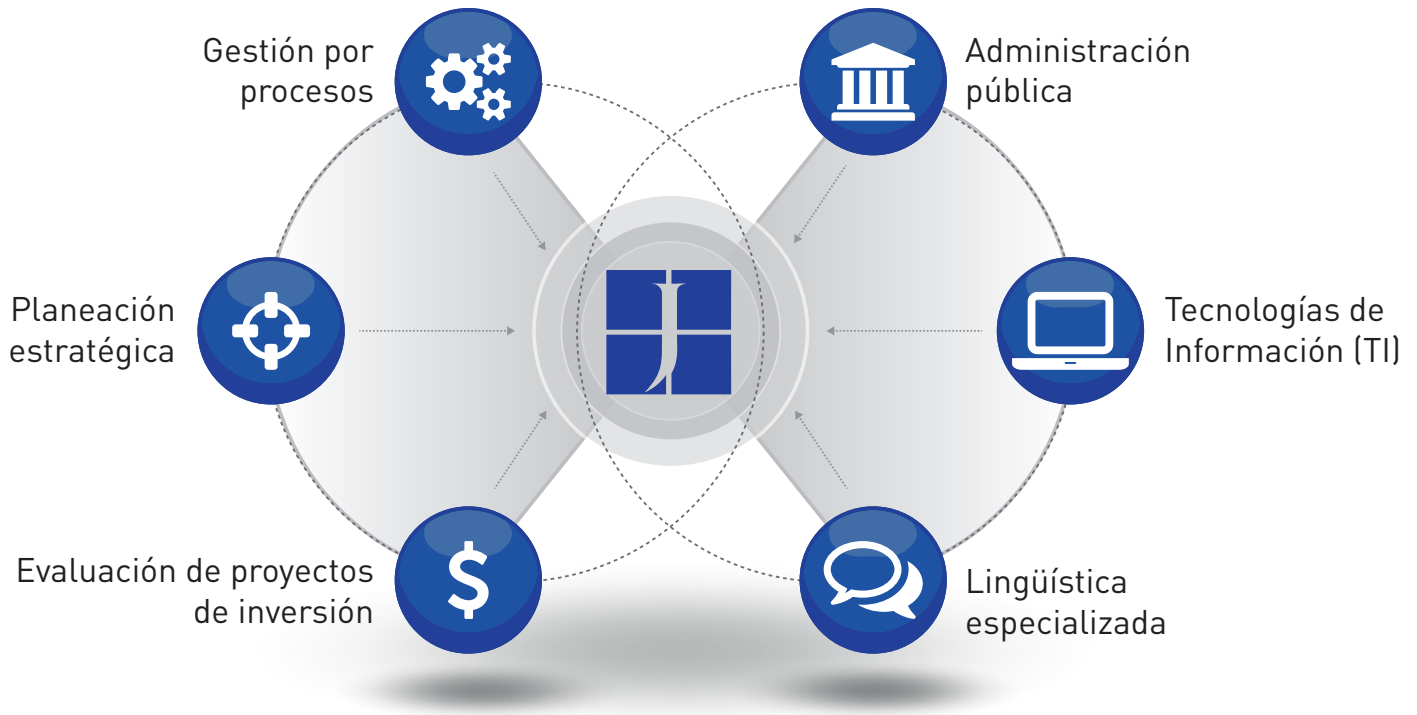 Gestión por
procesos
Administración
pública
Planeación
estratégica
J
Tecnologías de
Información (TI)
Evaluación de proyectos
de inversión
$
Lingüística
especializada